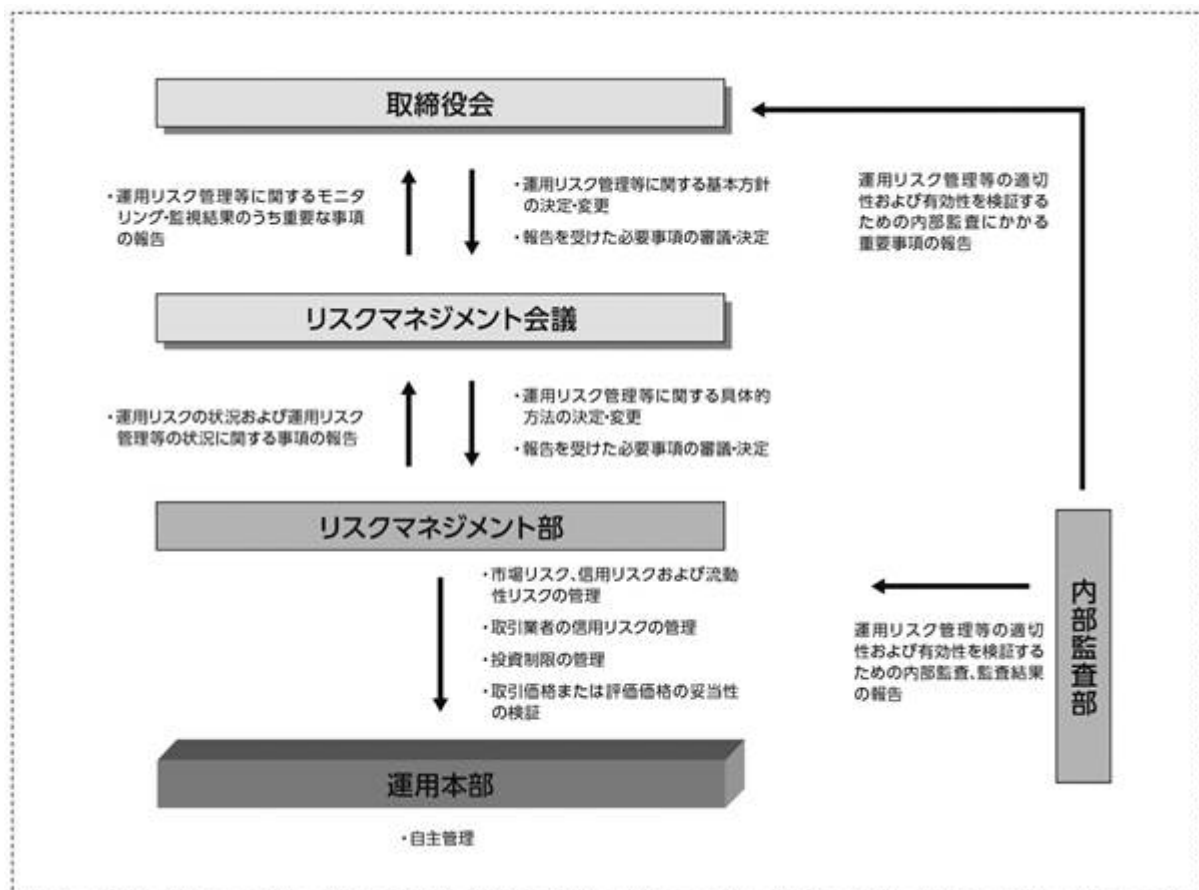 取締役会
・運用リスク管理等に関するモニタ
リング・監視結果のうち重要な事項
の報告
・運用リスク管理等に関する基本方針
の決定・変更
・報告を受けた必要事項の審議・決定
運用リスク管理等の適切
性および有効性を検証する
ための内部監査にかかる
重要事項の報告
リスクマネジメント会議
・運用リスクの状況および運用リスク
管理等の状況に関する事項の報告
・運用リスク管理等に関する具体的
方法の決定・変更
・報告を受けた必要事項の審議・決定
リスクマネジメント部
・市場リスク、信用リスクおよび流動
性リスクの管理
・取引業者の信用リスクの管理
・投資制限の管理
・取引価格または評価価格の妥当性
の検証
運用リスク管理等の適切
性および有効性を検証する
ための内部監査、監査結果
の報告
内部監査部
運用本部
・自主管理